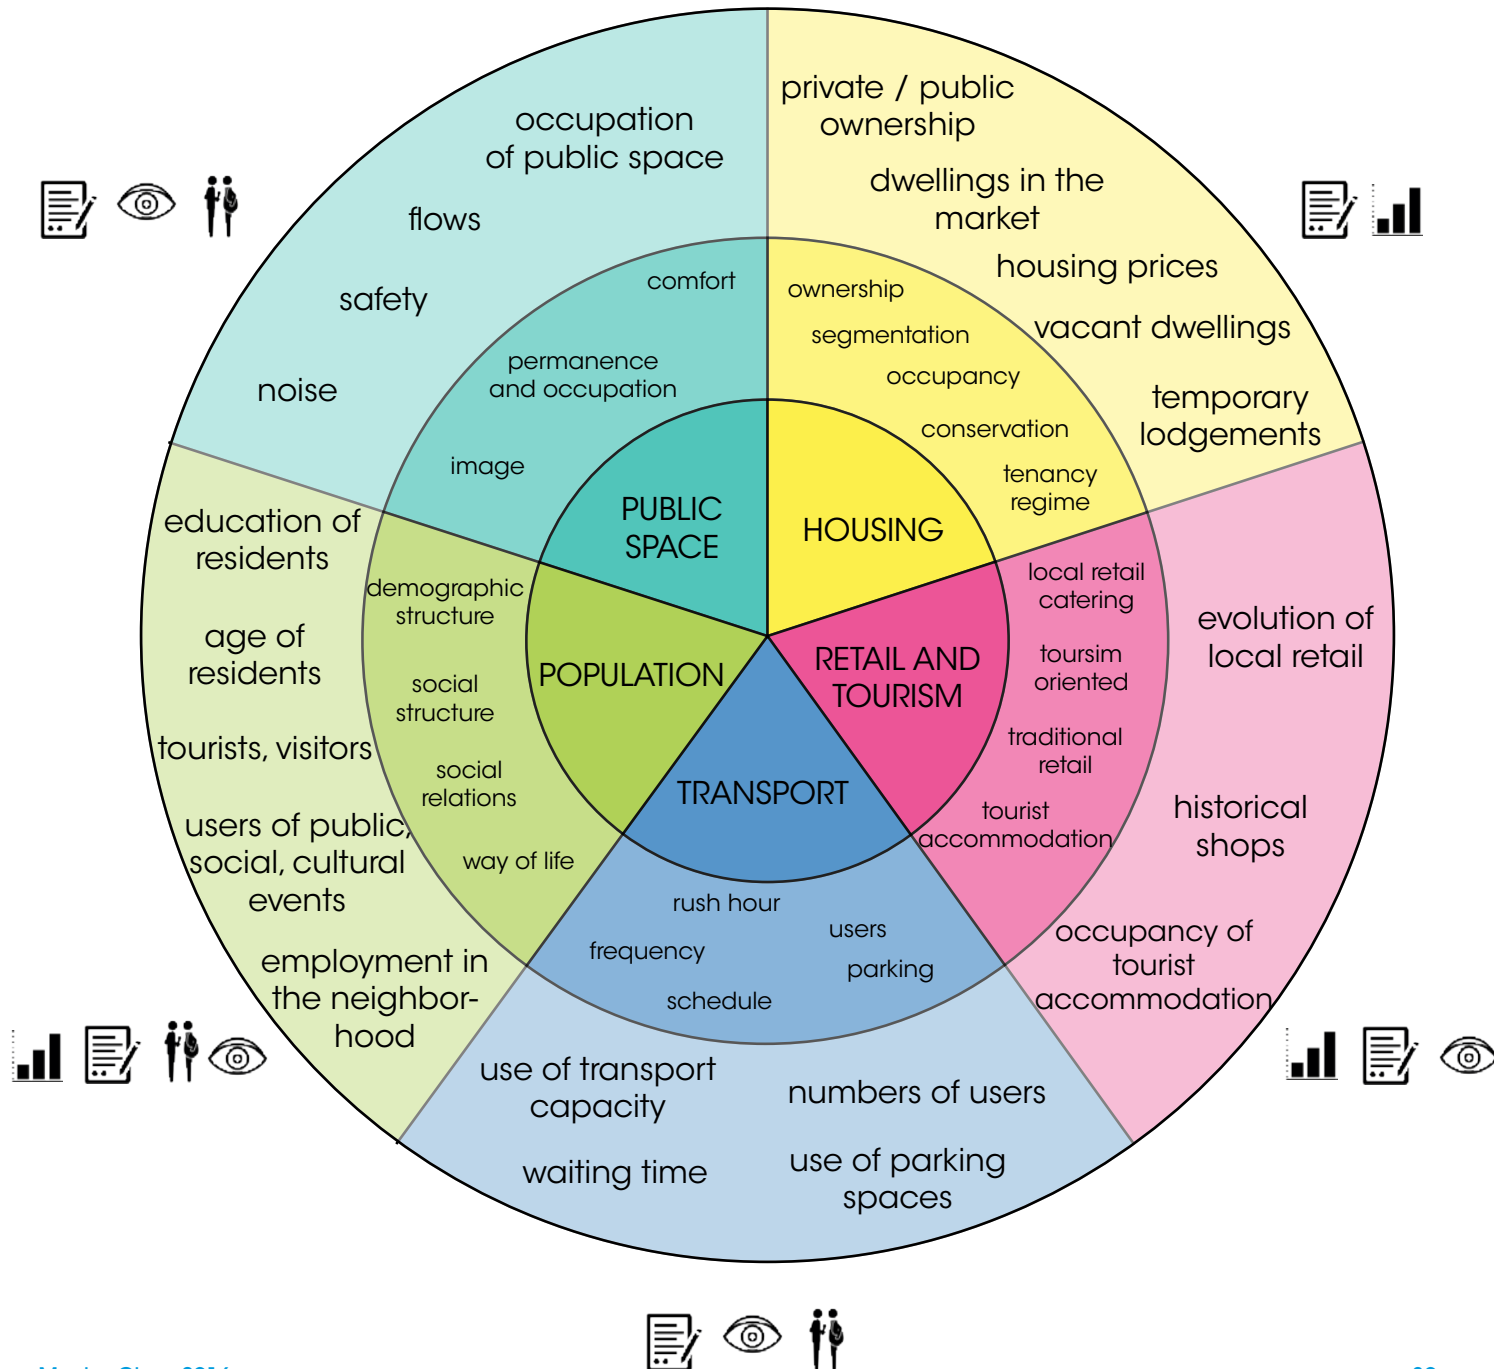 occupation
of public space
flows
safety
noise
comfort
permanence
and occupation
image
PUBLIC
SPACE
private / public
ownership
dwellings in the
market
housing prices
vacant dwellings
temporary
lodgements
ownership
segmentation
occupancy
conservation
tenancy
regime
HOUSING
evolution of
local retail
historical
shops
occupancy of
tourist
accommodation
local retail
catering
toursim
oriented
traditional
retail
tourist
accommodation
RETAIL AND
TOURISM
TRANSPORT
rush hour
users
frequency
parking
schedule
use of transport
capacity
numbers of users
waiting time
use of parking
spaces
POPULATION
demographic
structure
social
structure
social
relations
way of life
education of
residents
age of
residents
tourists, visitors
users of public,
social, cultural
events
employment in
the neighbor-
hood